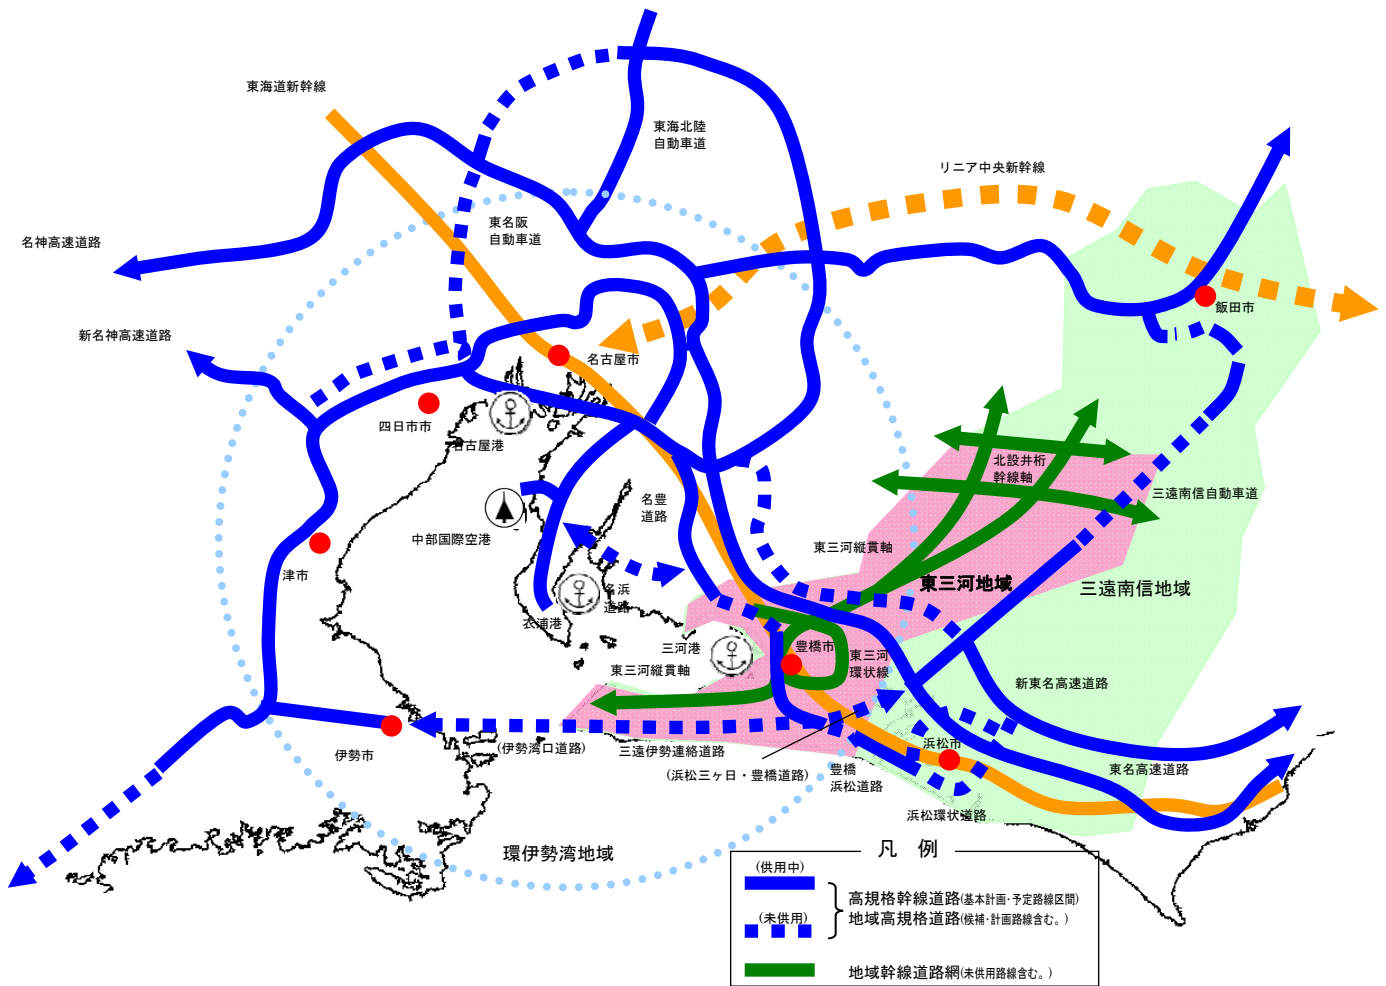 東海道新幹線
東海北陸
自動車道
リニア中央新幹線
東名阪
自動車道
名神高速道路
飯田市
新名神高速道路
名古屋市
四日市市
名古屋港
北設井桁
幹線軸
三遠南信自動車道
名豊
道路
中部国際空港
東三河縦貫軸
津市
東三河地域
三遠南信地域
名浜
道路
衣浦港
三河港
豊橋市
東三河
環状線
東三河縦貫軸
新東名高速道路
伊勢市
(伊勢湾口道路)
三遠伊勢連絡道路
浜松市
(浜松三ヶ日・豊橋道路)
豊橋
浜松道路
東名高速道路
浜松環状道路
環伊勢湾地域
凡 例
(供用中)
高規格幹線道路(基本計画・予定路線区間)
(未供用)
地域高規格道路(候補・計画路線含む。)
地域幹線道路網(未供用路線含む。)